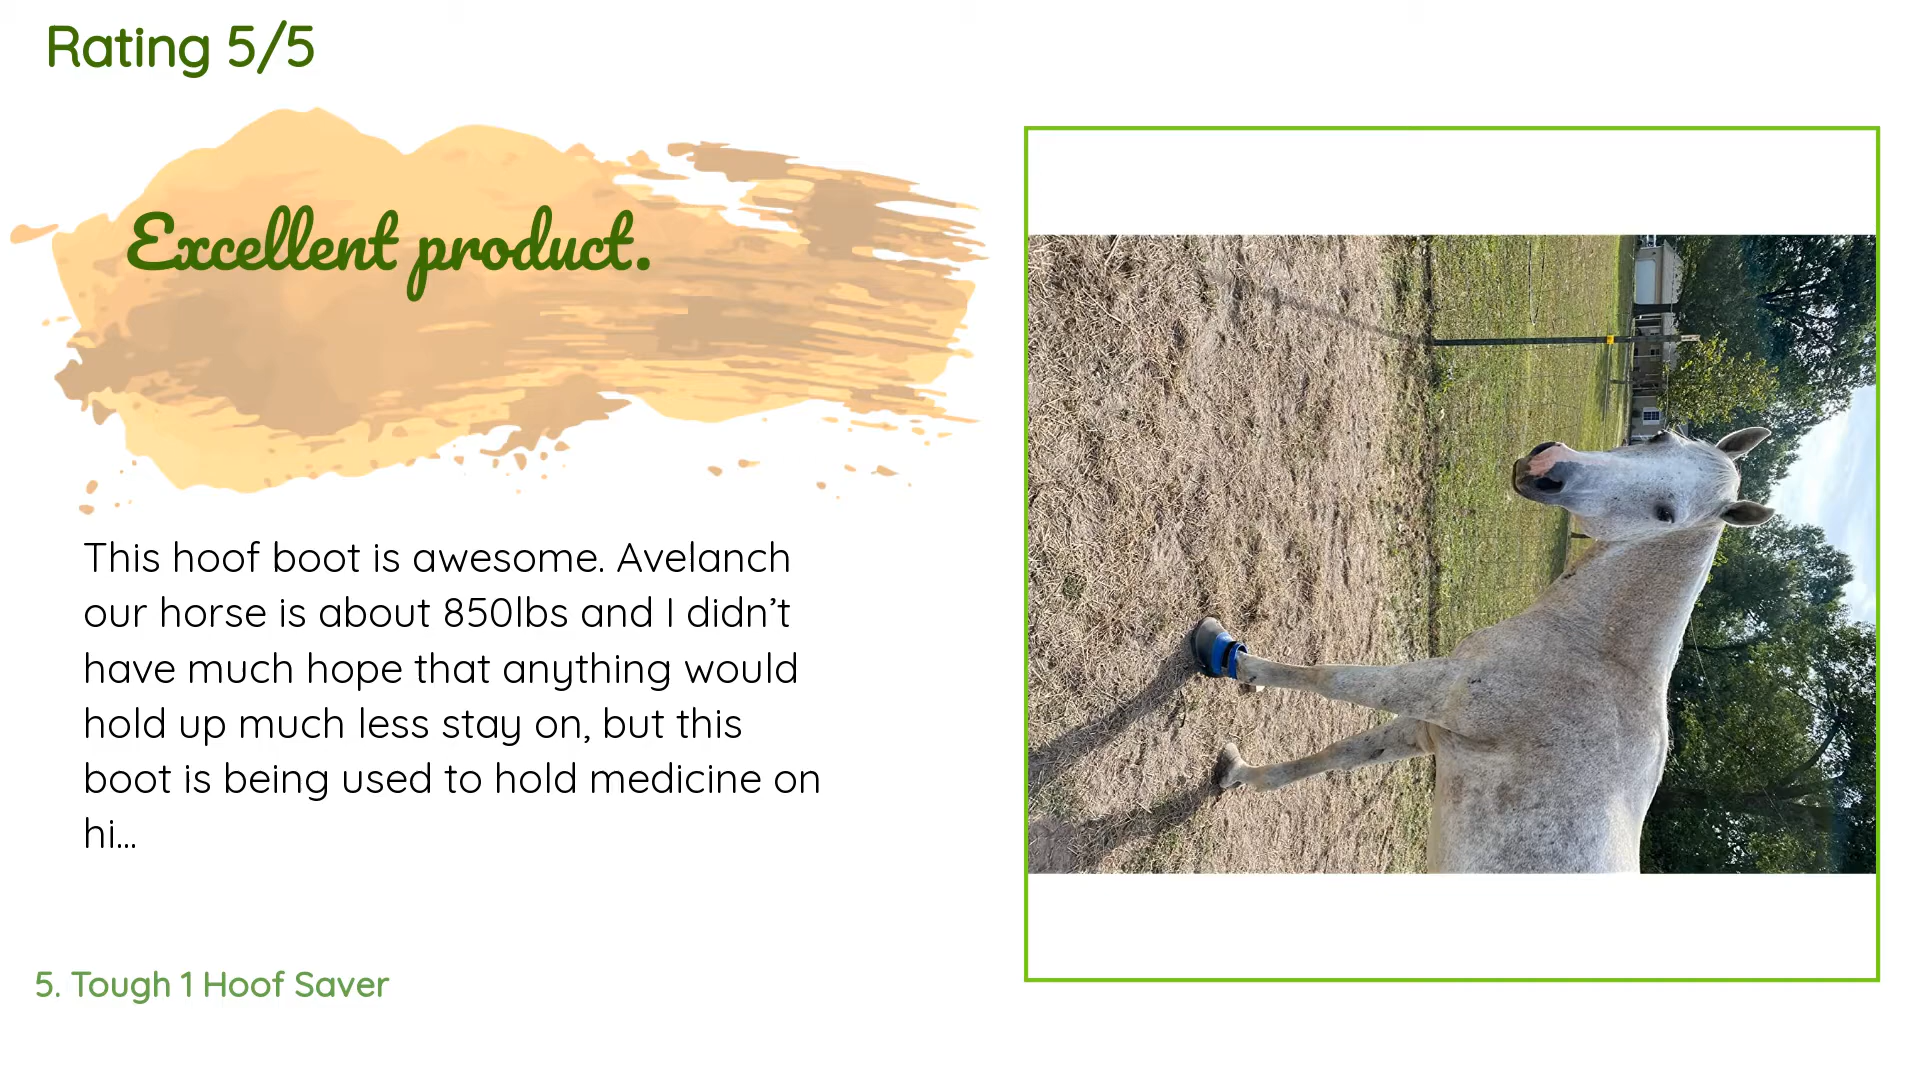 Rating 5/5
Excellent product.
This hoof boot is awesome. Avelanch
our horse is about 850lbs and I didn’t
have much hope that anything would
hold up much less stay on, but this
boot is being used to hold medicine on
hi...
5. Tough 1 Hoof Saver